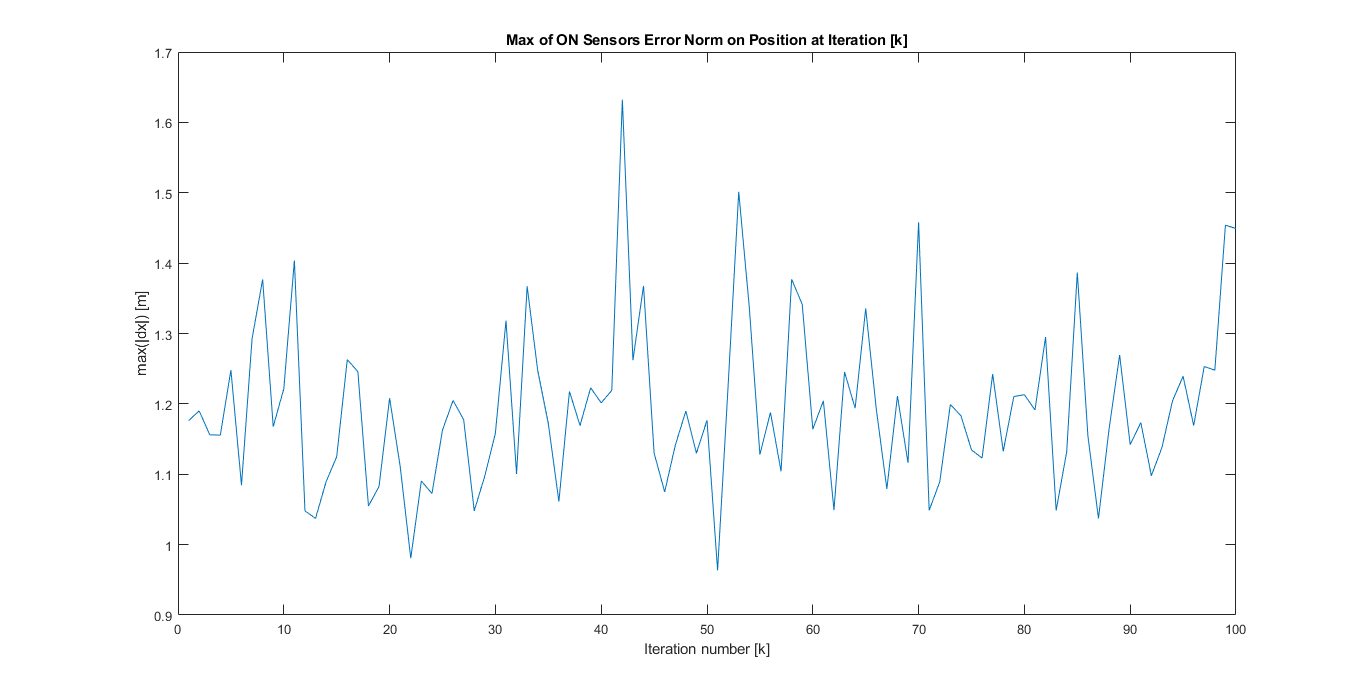 Max of ON Sensors Error Norm on Position at Iteration [k]
1.7
1.6
1.5
1.4
1.3
1.2
1.1
1
0.9
max(|dx|) [m]
0 10 20 30 40 50 60 70 80 90 100
Iteration number [k]